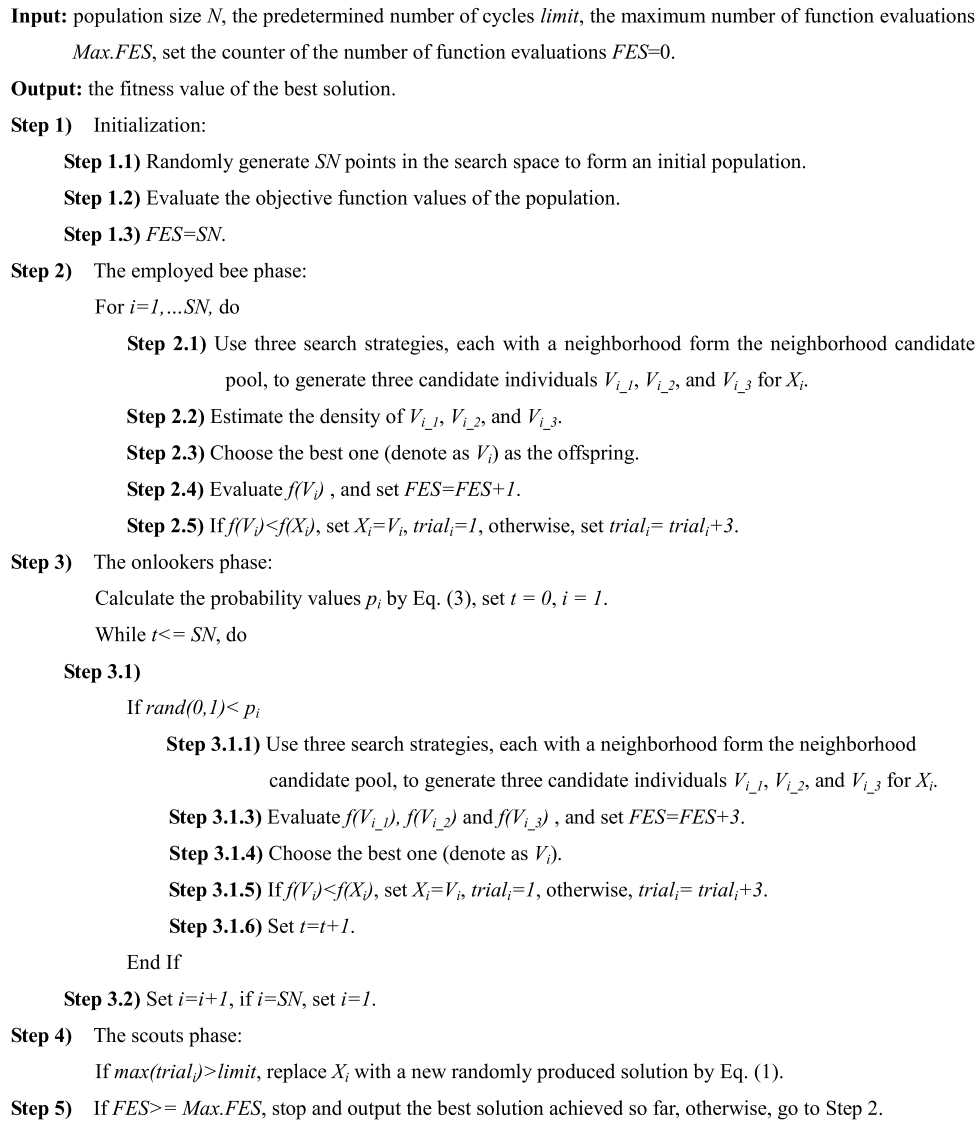 Input: population size N, the predetermined number of cycles limit, the maximum number of function evaluations
Max.FES, set the counter of the number of function evaluations FES=0.
Output: the fitness value of the best solution.
Step 1) Initialization:
Step 1.1) Randomly generate SN points in the search space to form an initial population.
Step 1.2) Evaluate the objective function values of the population.
Step 1.3) FES=SN.
Step 2) The employed bee phase:
For i=1,...SN, do
Step 2.1) Use three search strategies, each with a neighborhood form the neighborhood candidate
pool, to generate three candidate individuals V_{i_1}, V_{i_2}, and V_{i_3} for X_i.
Step 2.2) Estimate the density of V_{i_1}, V_{i_2}, and V_{i_3}.
Step 2.3) Choose the best one (denote as V_i) as the offspring.
Step 2.4) Evaluate f(V_i) , and set FES=FES+1.
Step 2.5) If f(V_i)<f(X_i), set X_i=V_i, trial_i=1, otherwise, set trial_i= trial_i+3.
Step 3) The onlookers phase:
Calculate the probability values p_i by Eq. (3), set t = 0, i = 1.
While t<= SN, do
Step 3.1)
If rand(0,1)< p_i
Step 3.1.1) Use three search strategies, each with a neighborhood form the neighborhood
candidate pool, to generate three candidate individuals V_{i_1}, V_{i_2}, and V_{i_3} for X_i.
Step 3.1.3) Evaluate f(V_{i_1}), f(V_{i_2}) and f(V_{i_3}) , and set FES=FES+3.
Step 3.1.4) Choose the best one (denote as V_i).
Step 3.1.5) If f(V_i)<f(X_i), set X_i=V_i, trial_i=1, otherwise, trial_i= trial_i+3.
Step 3.1.6) Set t=t+1.
End If
Step 3.2) Set i=i+1, if i=SN, set i=1.
Step 4) The scouts phase:
If max(trial_i)>limit, replace X_i with a new randomly produced solution by Eq. (1).
Step 5) If FES>= Max.FES, stop and output the best solution achieved so far, otherwise, go to Step 2.